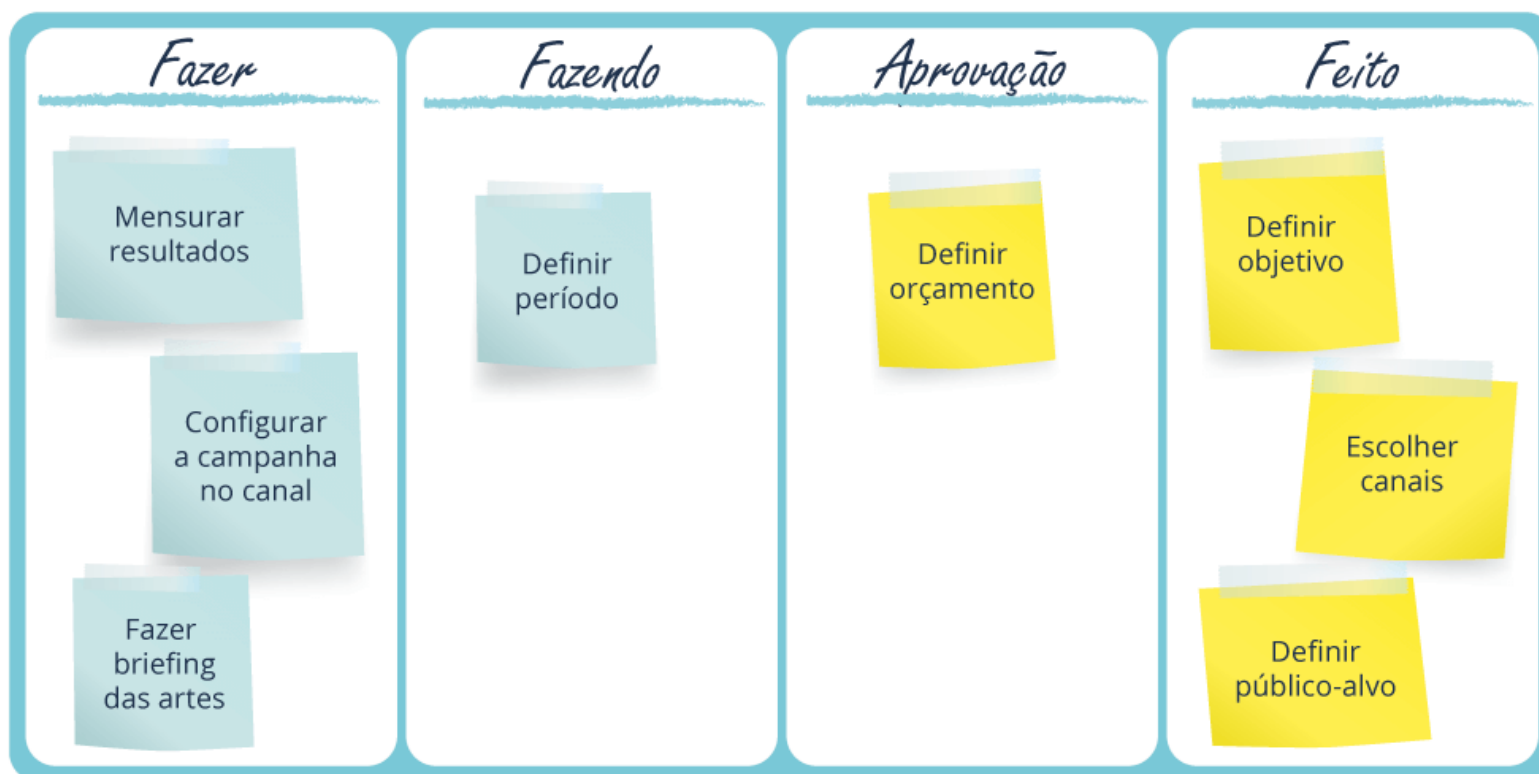 Fazer
Mensurar
resultados
Configurar
a campanha
no canal
Fazer
briefing
das artes
Fazendo
Definir
período
Aprovação
Definir
orçamento
Feito
Definir
objetivo
Escolher
canais
Definir
público-alvo